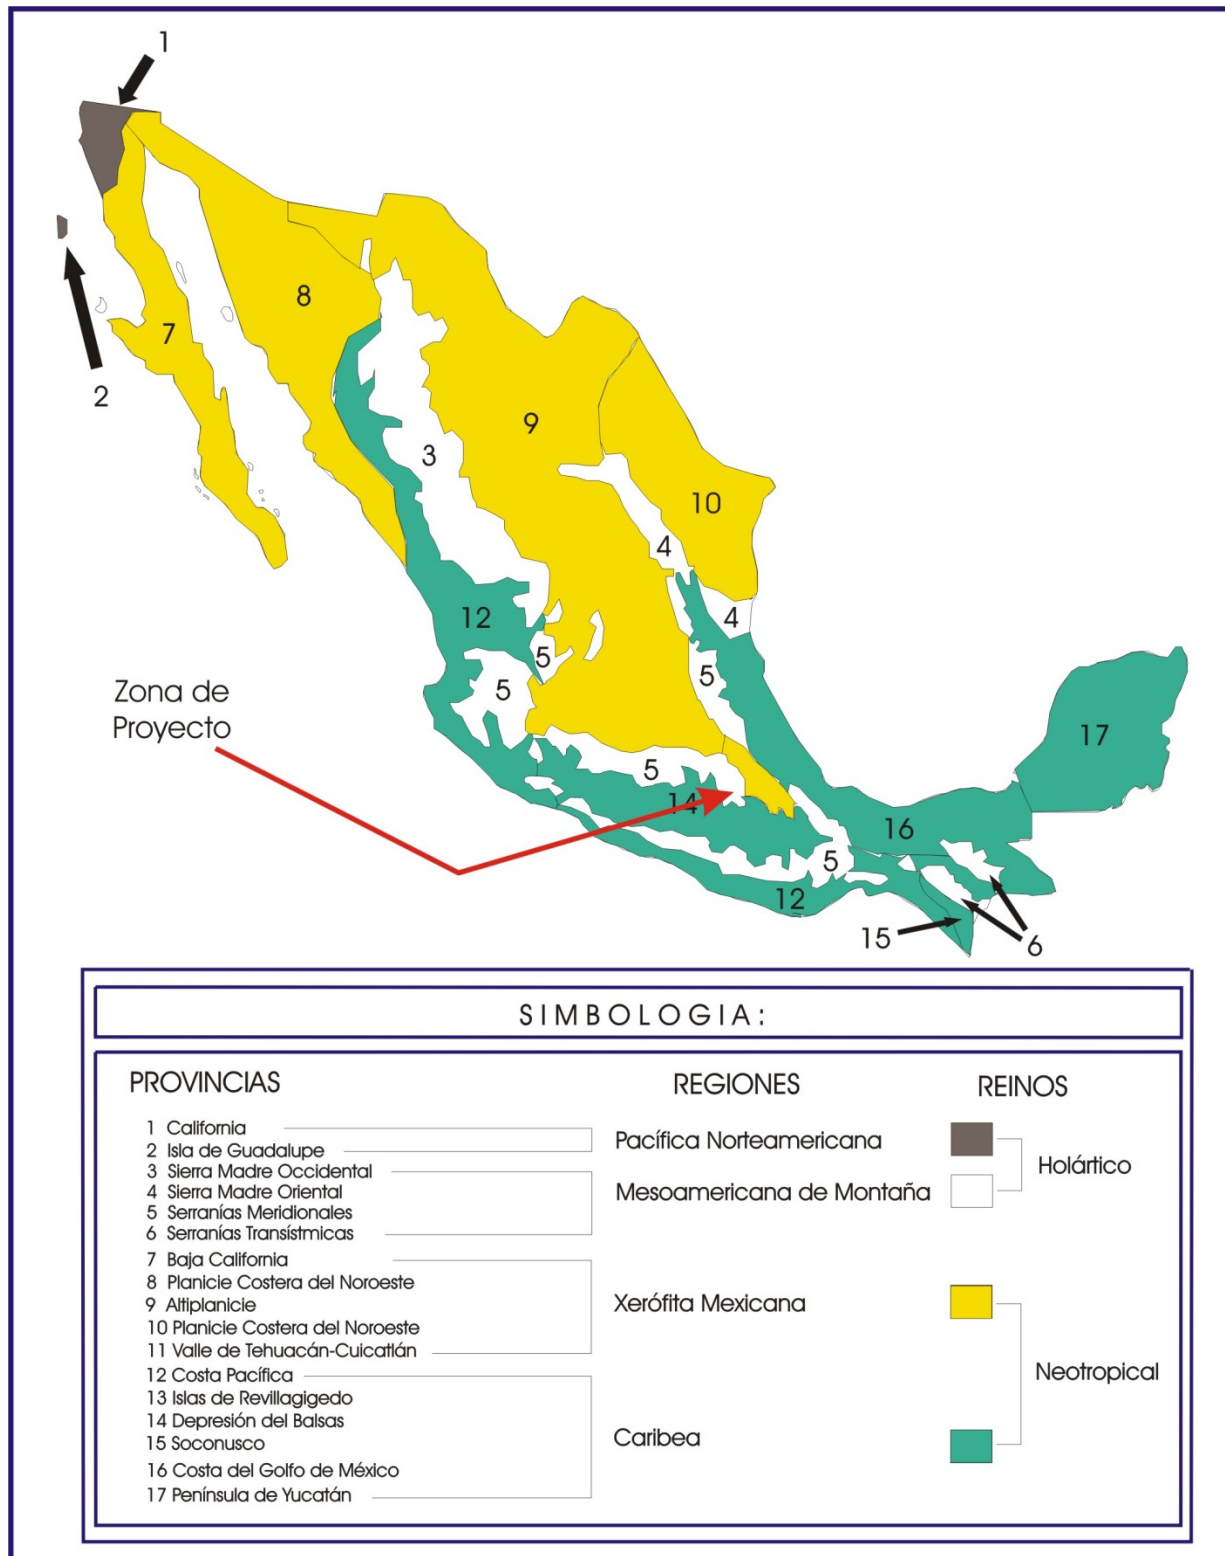 1
2
7
8
3
9
10
4
4
12
5
5
5
Zona de
Proyecto
5
14
17
16
5
12
15
6
SIMBOLOGIA:
PROVINCIAS
REGIONES
REINOS
1 California
2 Isla de Guadalupe
3 Sierra Madre Occidental
4 Sierra Madre Oriental
5 Serranías Meridionales
6 Serranías Transístmicas
7 Baja California
8 Planicie Costera del Noroeste
9 Altiplanicie
10 Planicie Costera del Noroeste
11 Valle de Tehuacán-Cuicatlán
12 Costa Pacífica
13 Islas de Revillagigedo
14 Depresión del Balsas
15 Soconusco
16 Costa del Golfo de México
17 Península de Yucatán
Pacífica Norteamericana
Mesoamericana de Montaña
Xerófita Mexicana
Caribea
Holártico
Neotropical